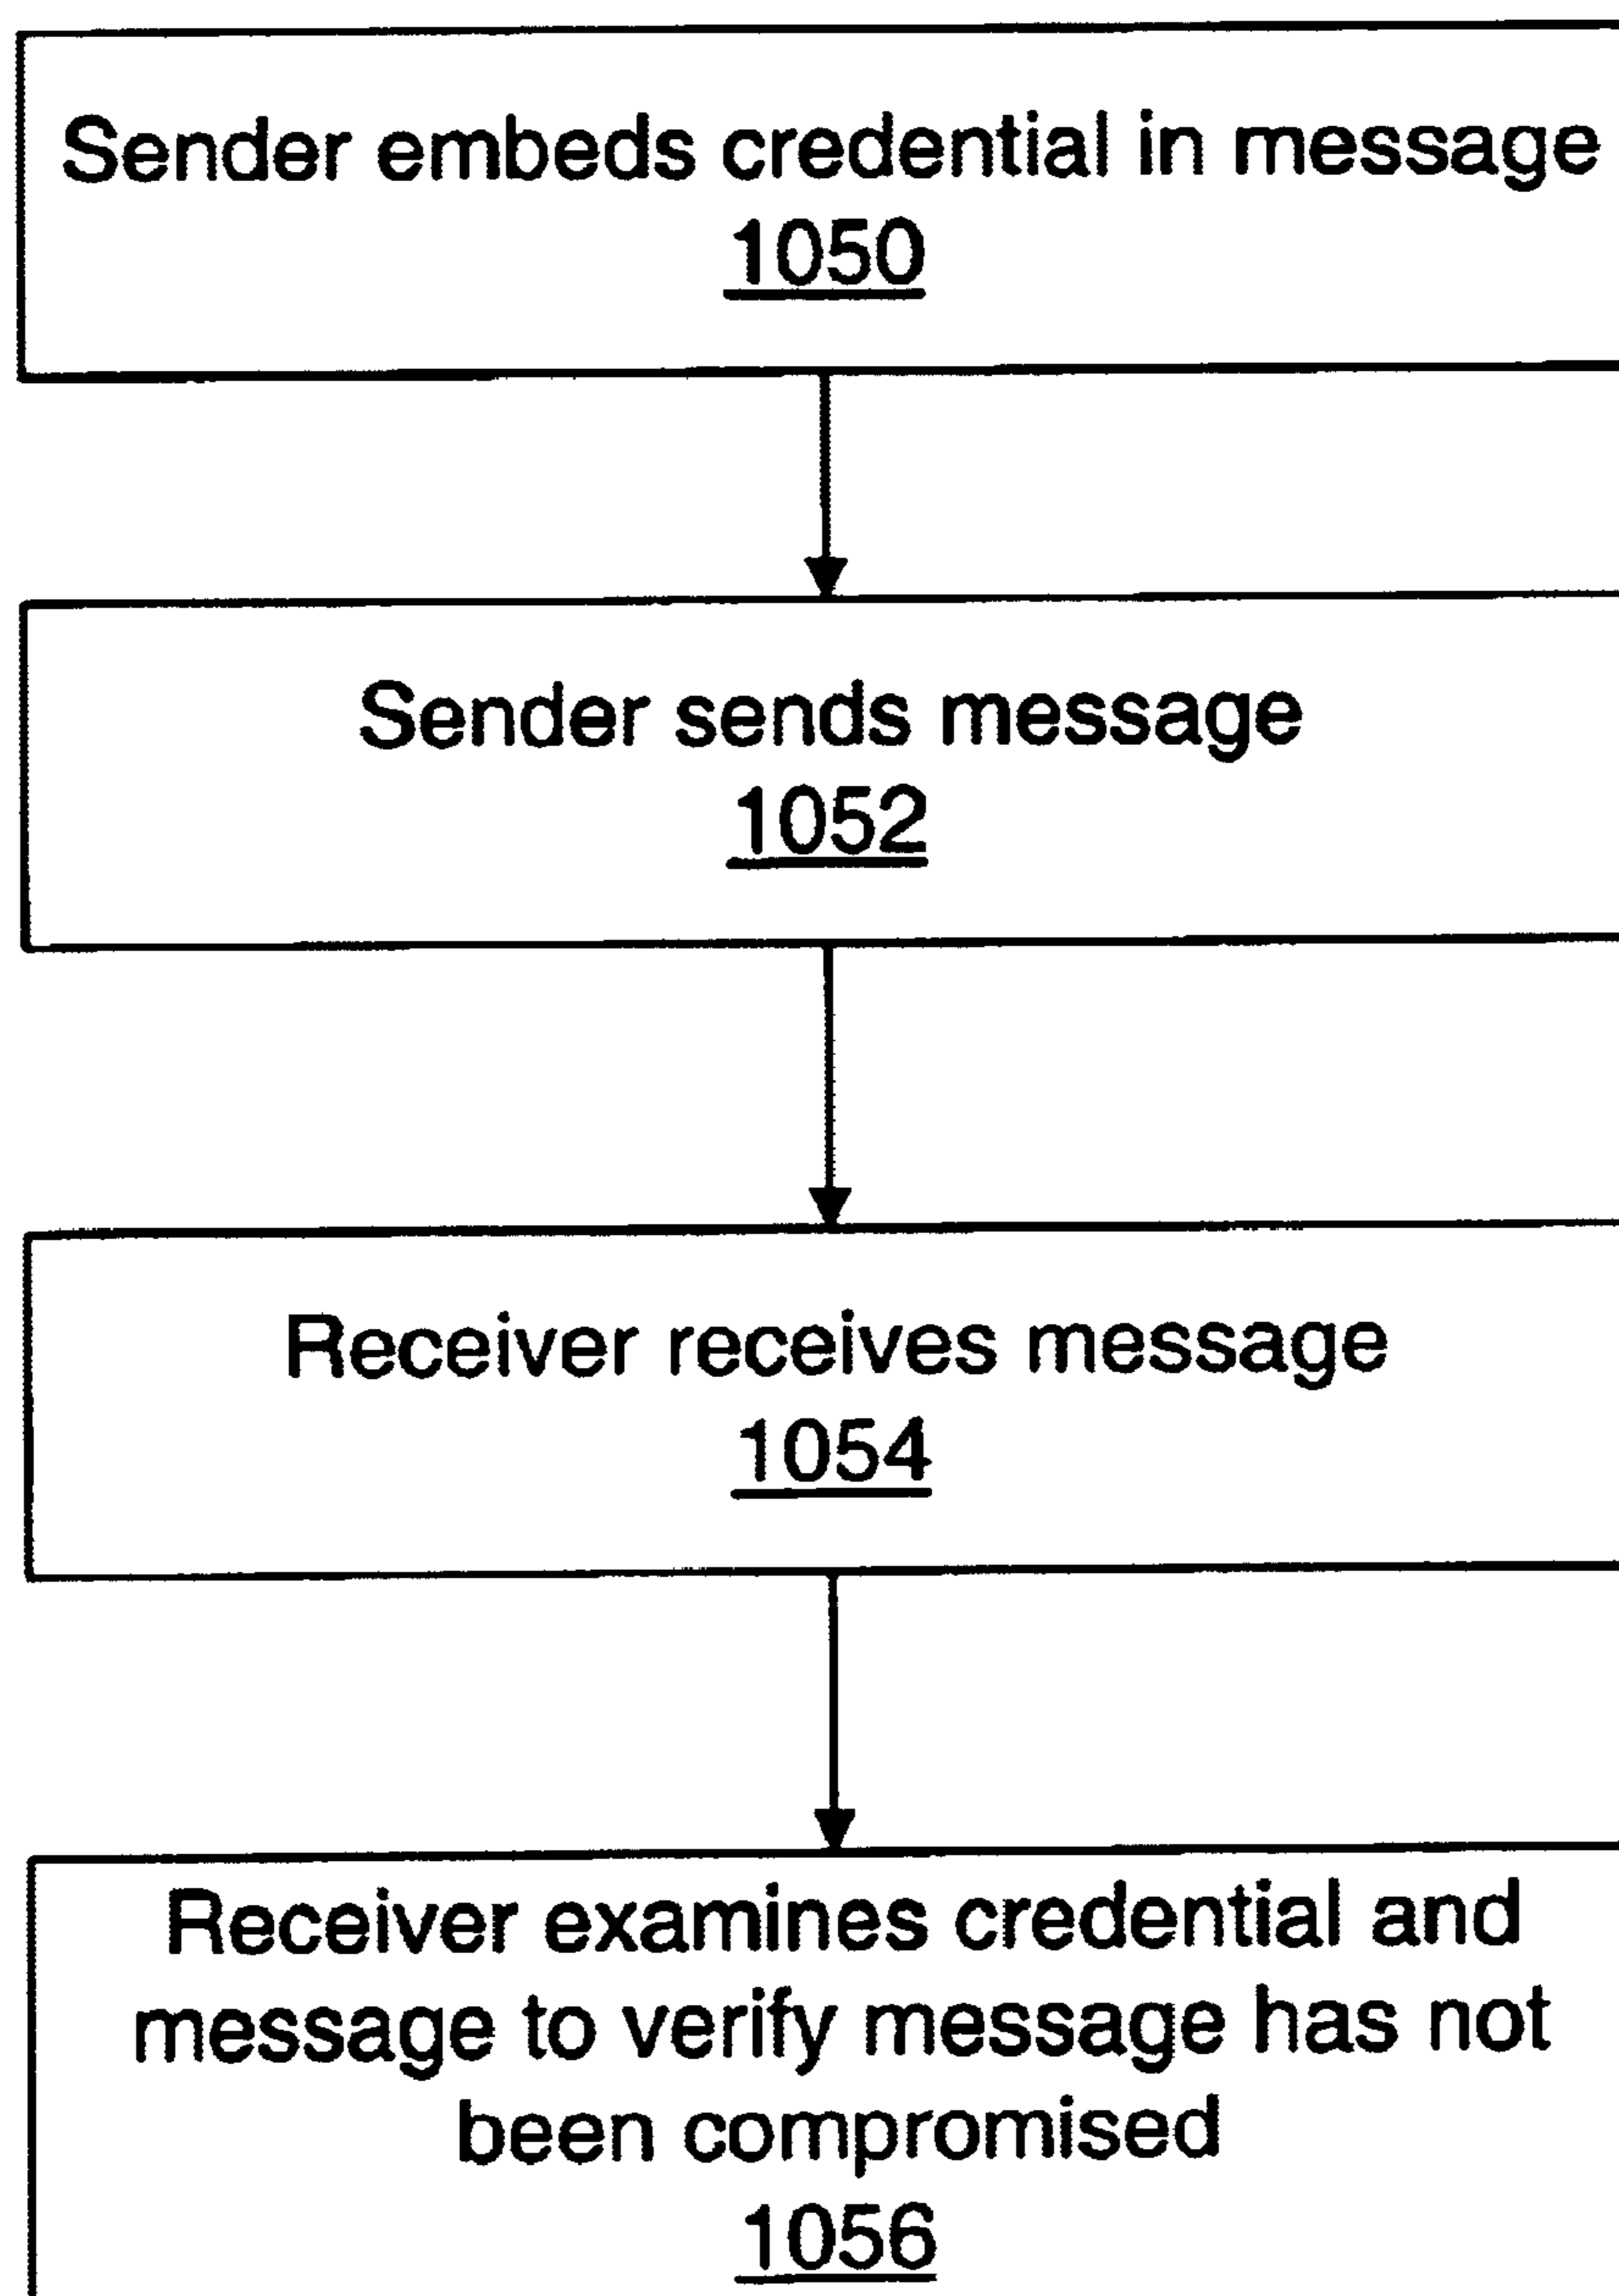 Sender embeds credential in message
1050
Sender sends message
1052
Receiver receives message
1054
Receiver examines credential and
message to verify message has not
been compromised
1056